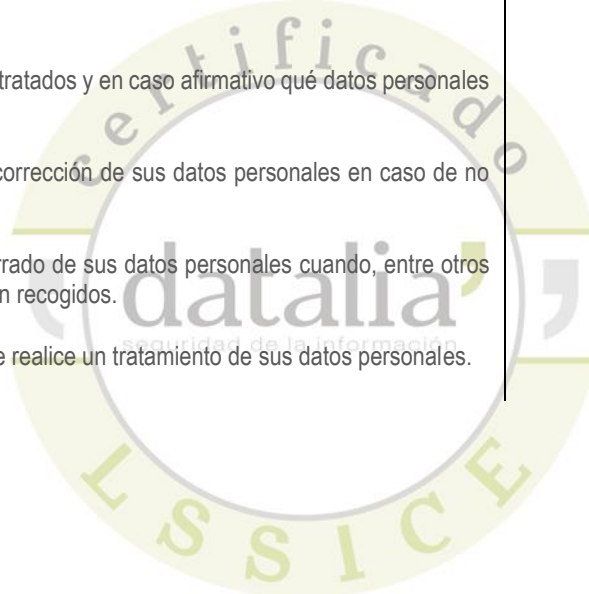 certificado
tratados y en caso afirmativo qué datos personales
corrección de sus datos personales en caso de no
rrado de sus datos personales cuando, entre otros
n recogidos.
datalia
seguridad de la información
e realice un tratamiento de sus datos personales.
LSSICE